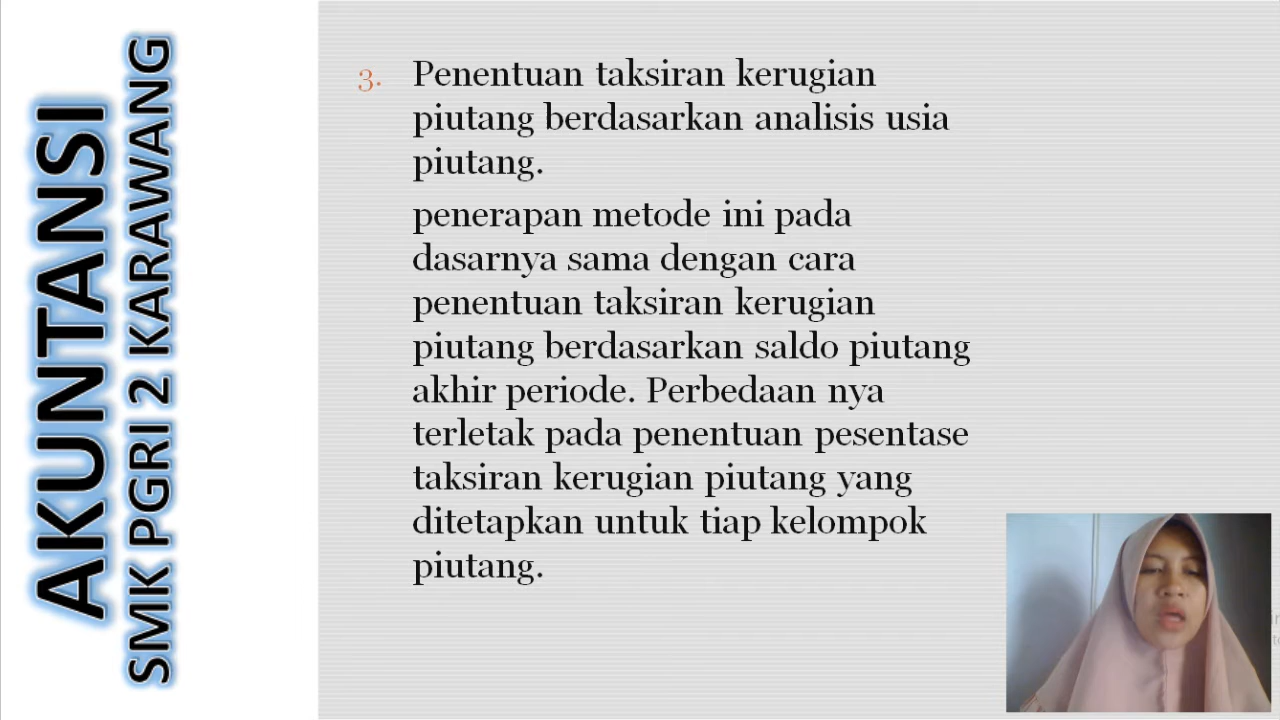 AKUNTANSI
SMK PGRI 2 KARAWANG
3. Penentuan taksiran kerugian
piutang berdasarkan analisis usia
piutang.
penerapan metode ini pada
dasarnya sama dengan cara
penentuan taksiran kerugian
piutang berdasarkan saldo piutang
akhir periode. Perbedaan nya
terletak pada penentuan pesentase
taksiran kerugian piutang yang
ditetapkan untuk tiap kelompok
piutang.